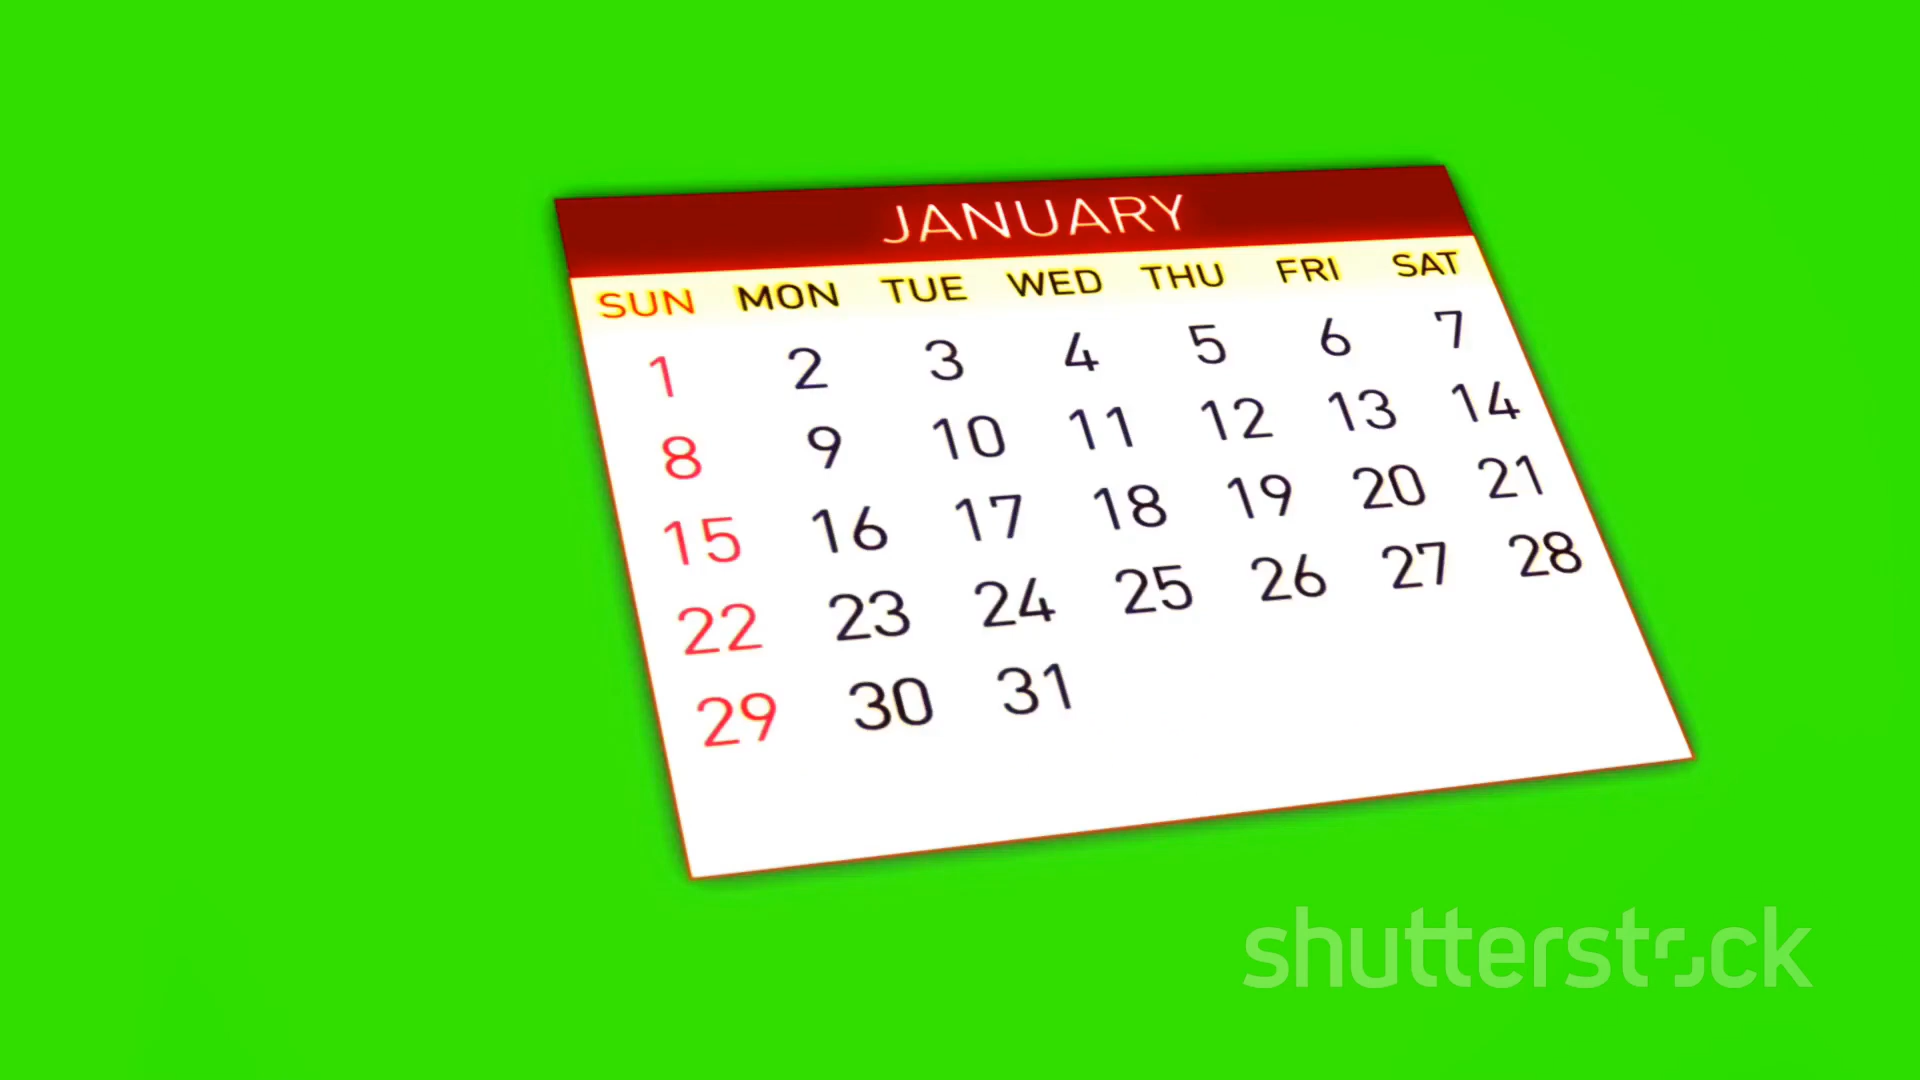 JANUARY
SUN MON TUE WED THU FRI SAT
1 2 3 4 5 6 7
8 9 10 11 12 13 14
15 16 17 18 19 20 21
22 23 24 25 26 27 28
29 30 31
shutterstock